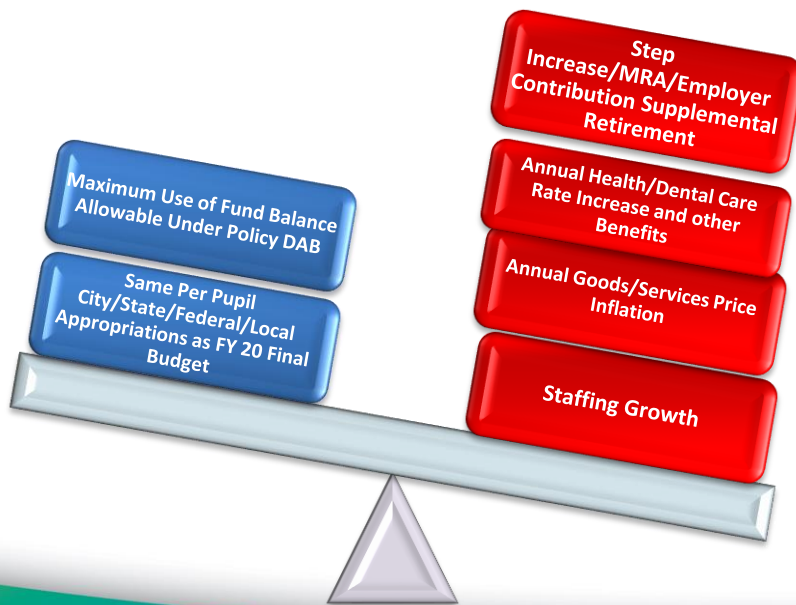 Maximum Use of Fund Balance
Allowable Under Policy DAB
Same Per Pupil
City/State/Federal/Local
Appropriations as FY 20 Final
Budget
Step
Increase/MRA/Employer
Contribution Supplemental
Retirement
Annual Health/Dental Care
Rate Increase and other
Benefits
Annual Goods/Services Price
Inflation
Staffing Growth